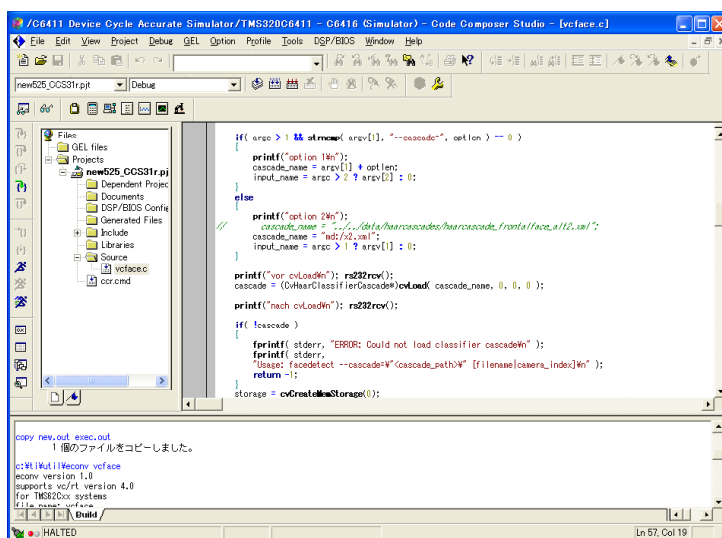 /C6411 Device Cycle Accurate Simulator/TMS320C6411 - C6416 (Simulator) - Code Composer Studio - [vcface.c]
File Edit View Project Debug GEL Option Profile Tools DSP/BIOS Window Help
new525_CCS31r.pjt Debug
Files
GEL files
Projects
new525_CCS31r.pj
Dependent Projec
Documents
DSP/BIOS Config
Generated Files
Include
Libraries
Source
vcface.c
ccr.cmd
if( argc > 1 && strncmp( argv[1], "--cascade=", optlen ) == 0 )
{
printf("option 1¥n");
cascade_name = argv[1] + optlen;
input_name = argc > 2 ? argv[2] : 0;
}
else
{
printf("option 2¥n");
// cascade_name = "../../data/haarcascades/haarcascade_frontalface_alt2.xml";
cascade_name = "md:/x2.xml";
input_name = argc > 1 ? argv[1] : 0;
}
printf("vor cvLoad¥n"); rs232rcv();
cascade = (CvHaarClassifierCascade*)cvLoad( cascade_name, 0, 0, 0 );
printf("nach cvLoad¥n"); rs232rcv();
if( !cascade )
{
fprintf( stderr, "ERROR: Could not load classifier cascade¥n" );
fprintf( stderr,
"Usage: facedetect --cascade=¥"<cascade_path>¥" [filename|camera_index]¥n" );
return -1;
}
storage = cvCreateMemStorage(0);
copy new.out exec.out
1 個のファイルをコピーしました。
c:¥ti¥util¥econv vcface
econv version 1.0
supports vc/rt version 4.0
for TMS62Cxx systems
file name: vcface
Build
HALTED
Ln 57, Col 19